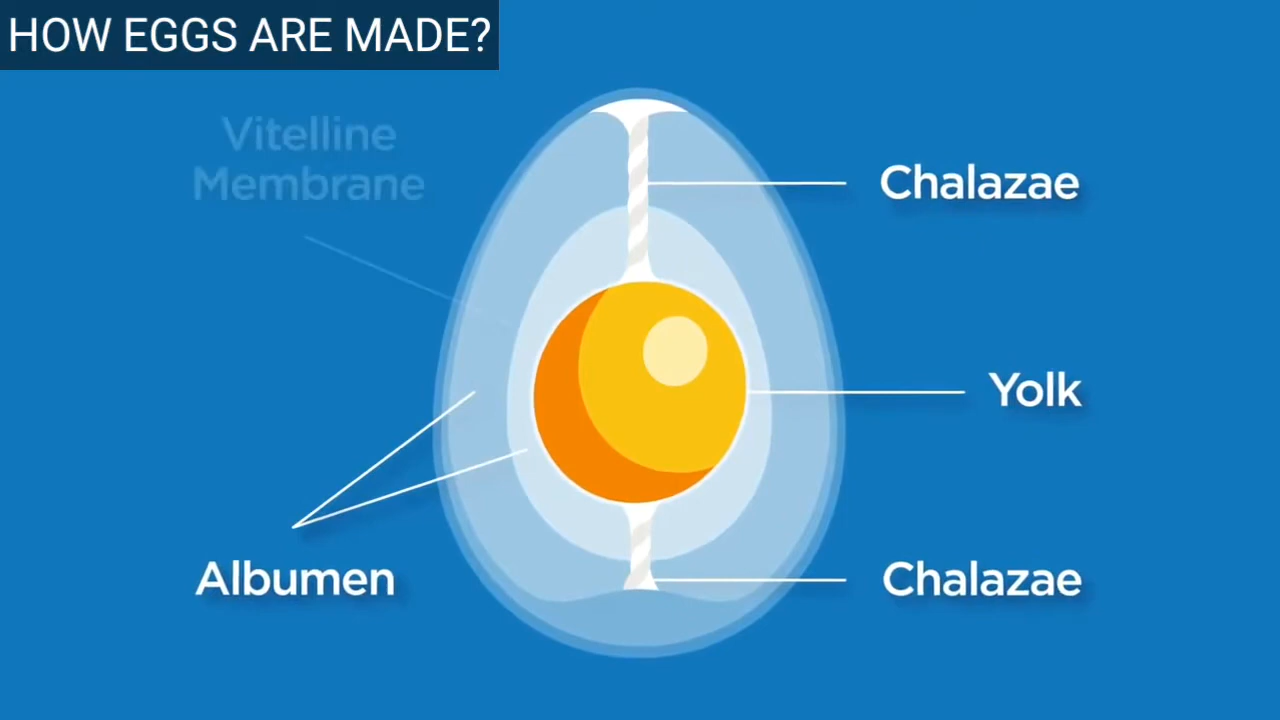 HOW EGGS ARE MADE?
Vitelline
Membrane
Chalazae
Yolk
Albumen
Chalazae